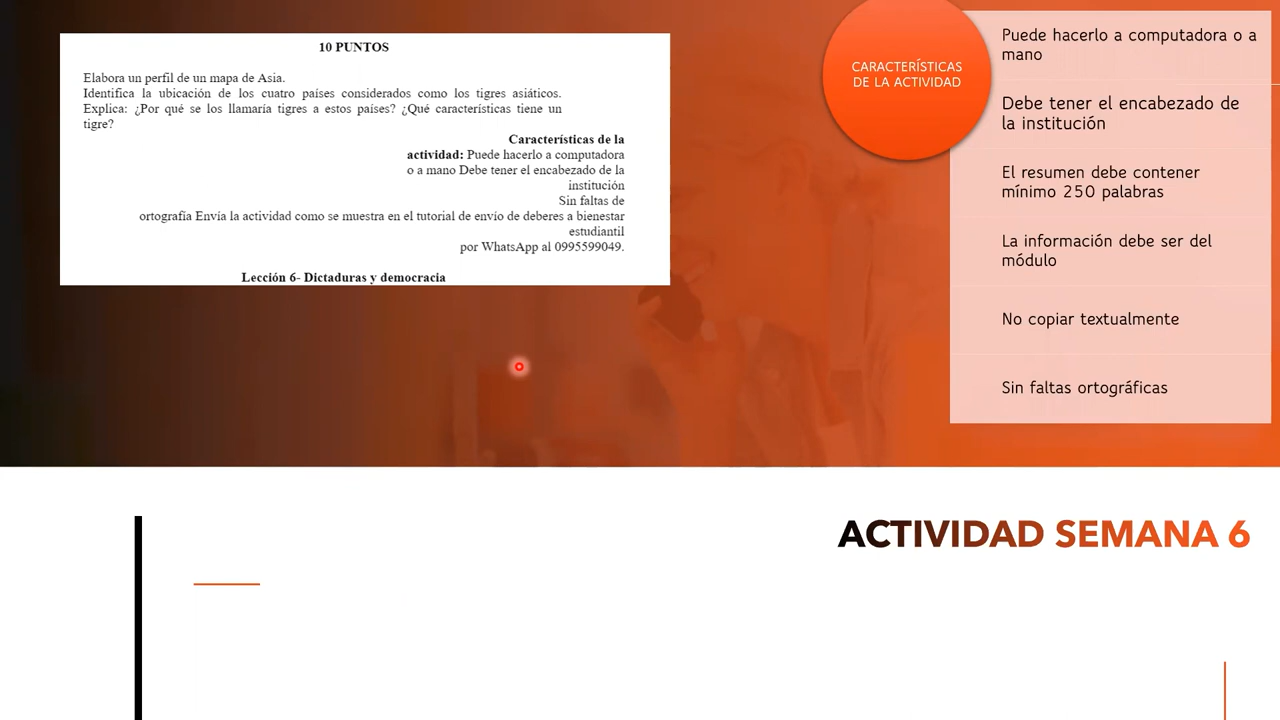 10 PUNTOS
Elabora un perfil de un mapa de Asia.
Identifica la ubicación de los cuatro países considerados como los tigres asiáticos.
Explica: ¿Por qué se los llamaría tigres a estos países? ¿Qué características tiene un
tigre?
Características de la
actividad: Puede hacerlo a computadora
o a mano Debe tener el encabezado de la
institución
Sin faltas de
ortografía Envía la actividad como se muestra en el tutorial de envío de deberes a bienestar
estudiantil
por WhatsApp al 0995599049.
Lección 6- Dictaduras y democracia
CARACTERÍSTICAS
DE LA ACTIVIDAD
Puede hacerlo a computadora o a
mano
Debe tener el encabezado de
la institución
El resumen debe contener
mínimo 250 palabras
La información debe ser del
módulo
No copiar textualmente
Sin faltas ortográficas
ACTIVIDAD SEMANA 6